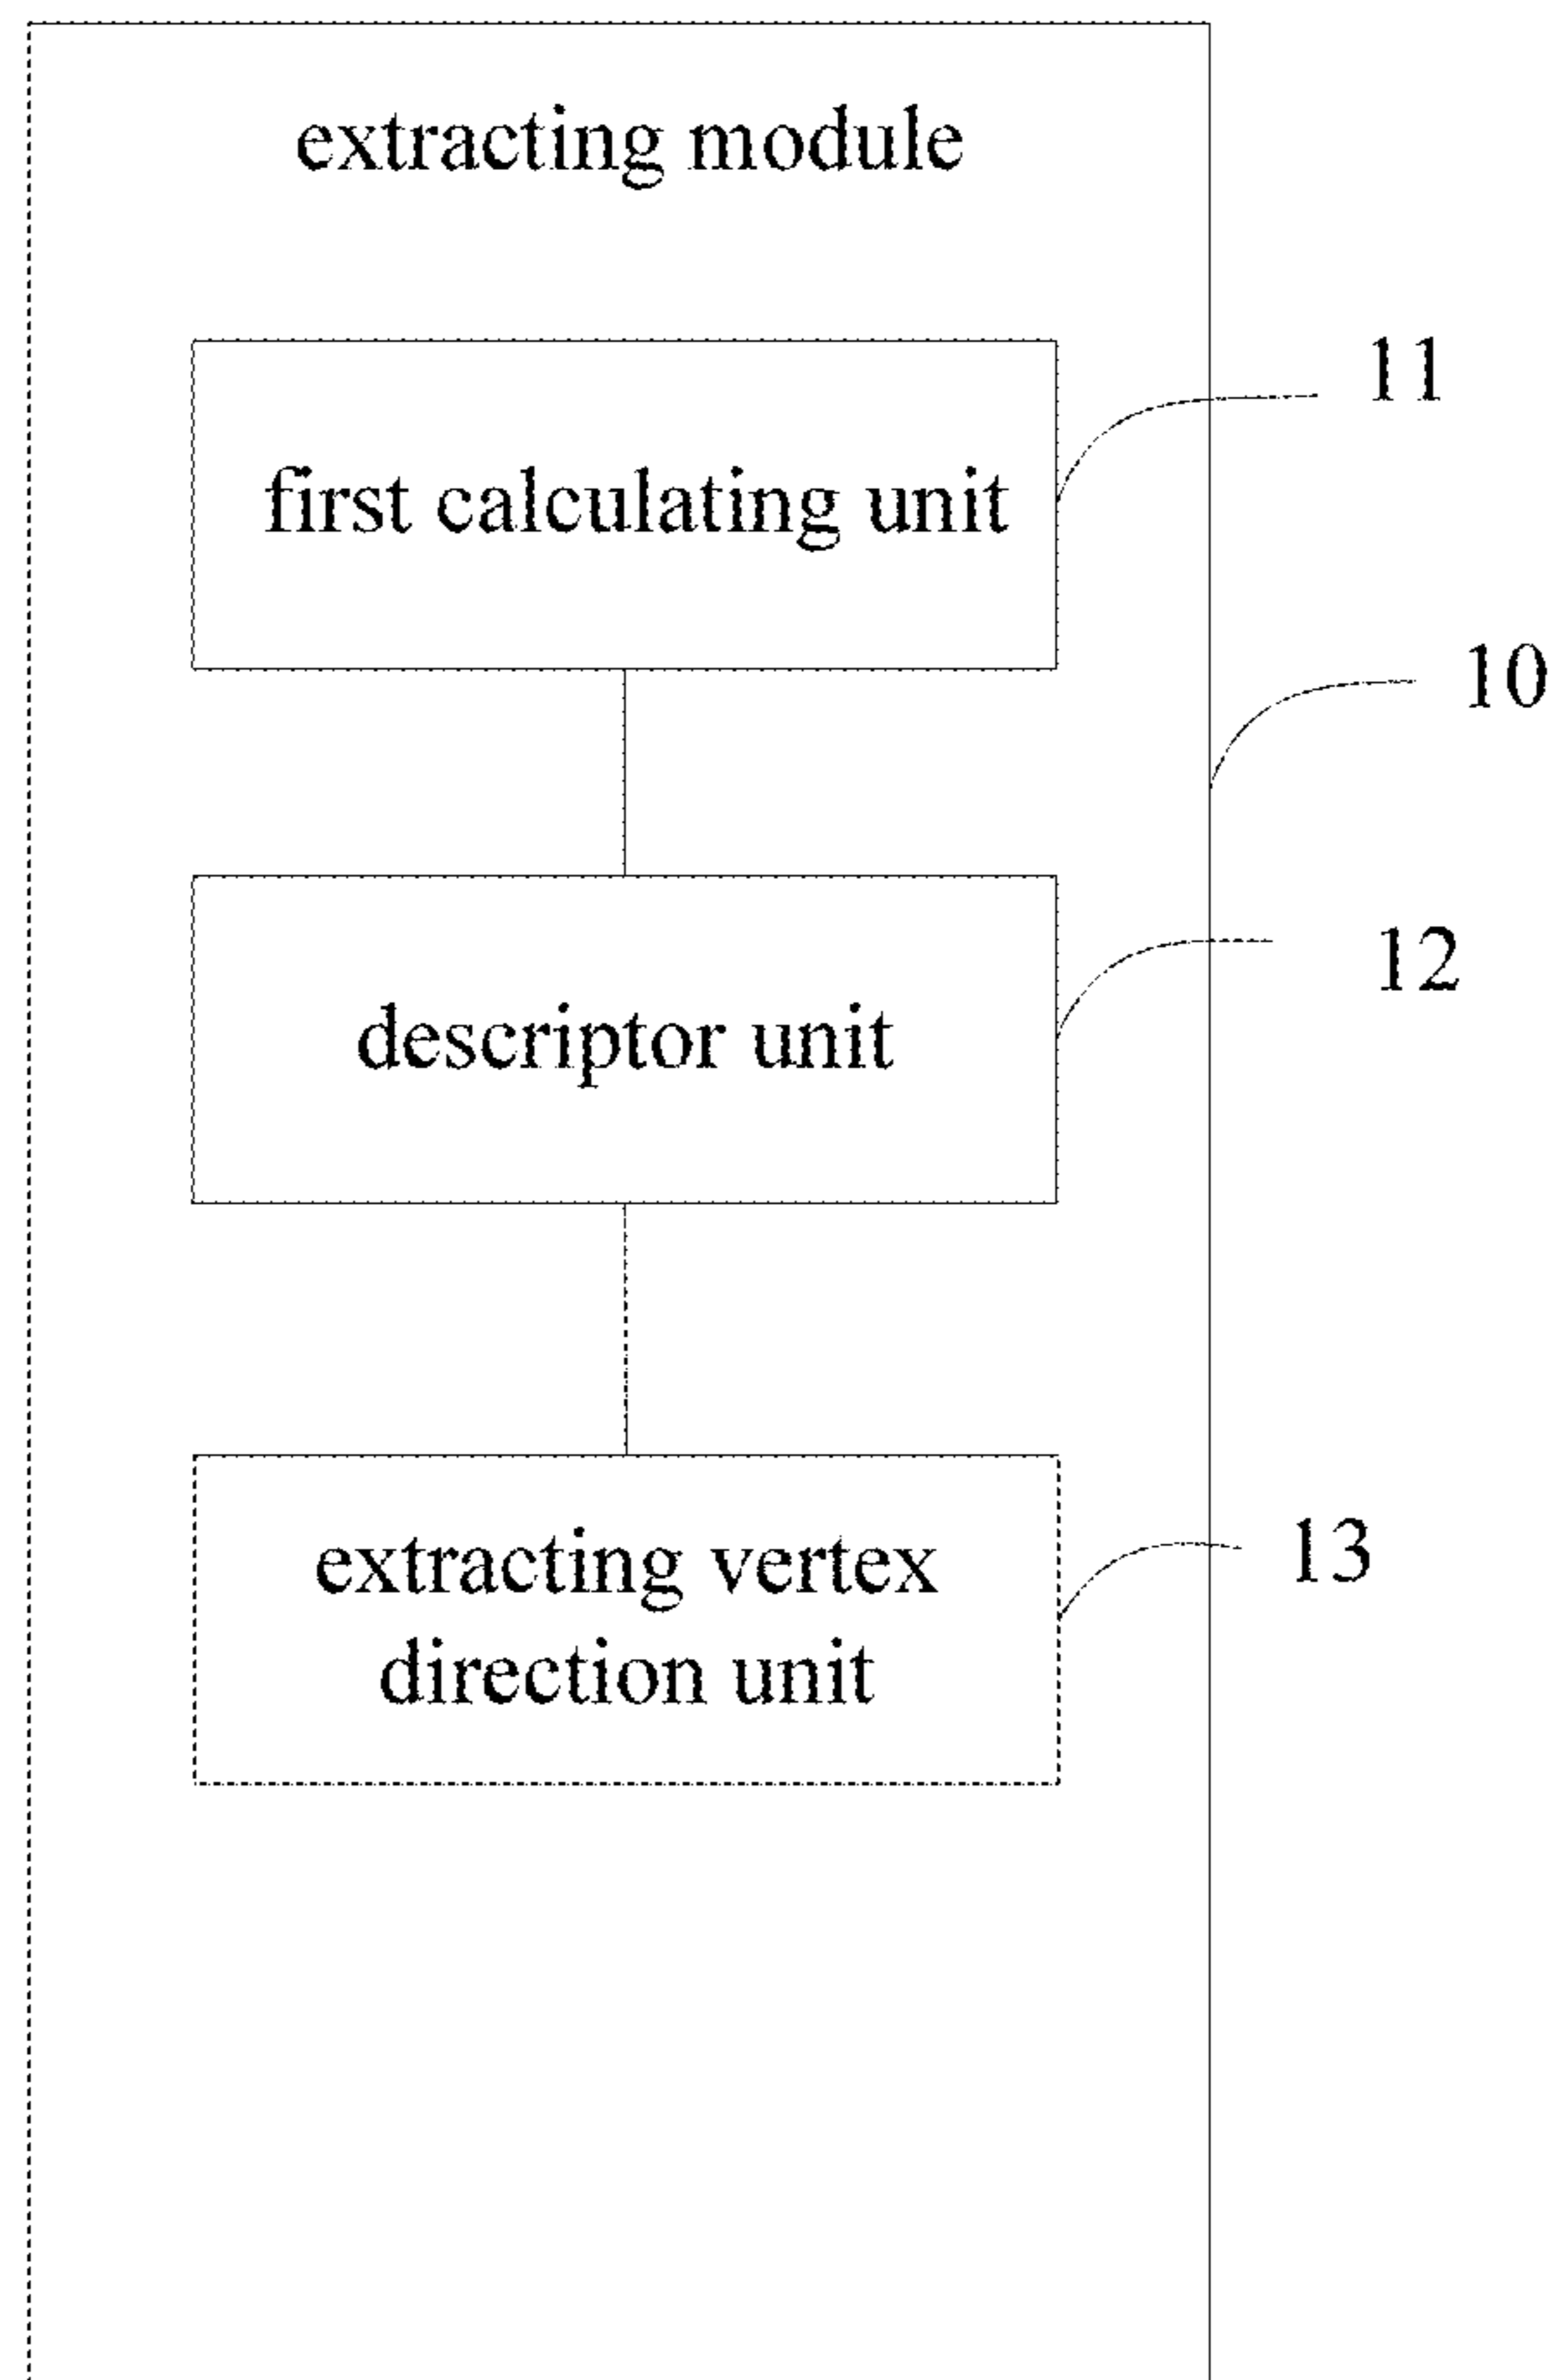 extracting module
11
first calculating unit
10
12
descriptor unit
13
extracting vertex
direction unit